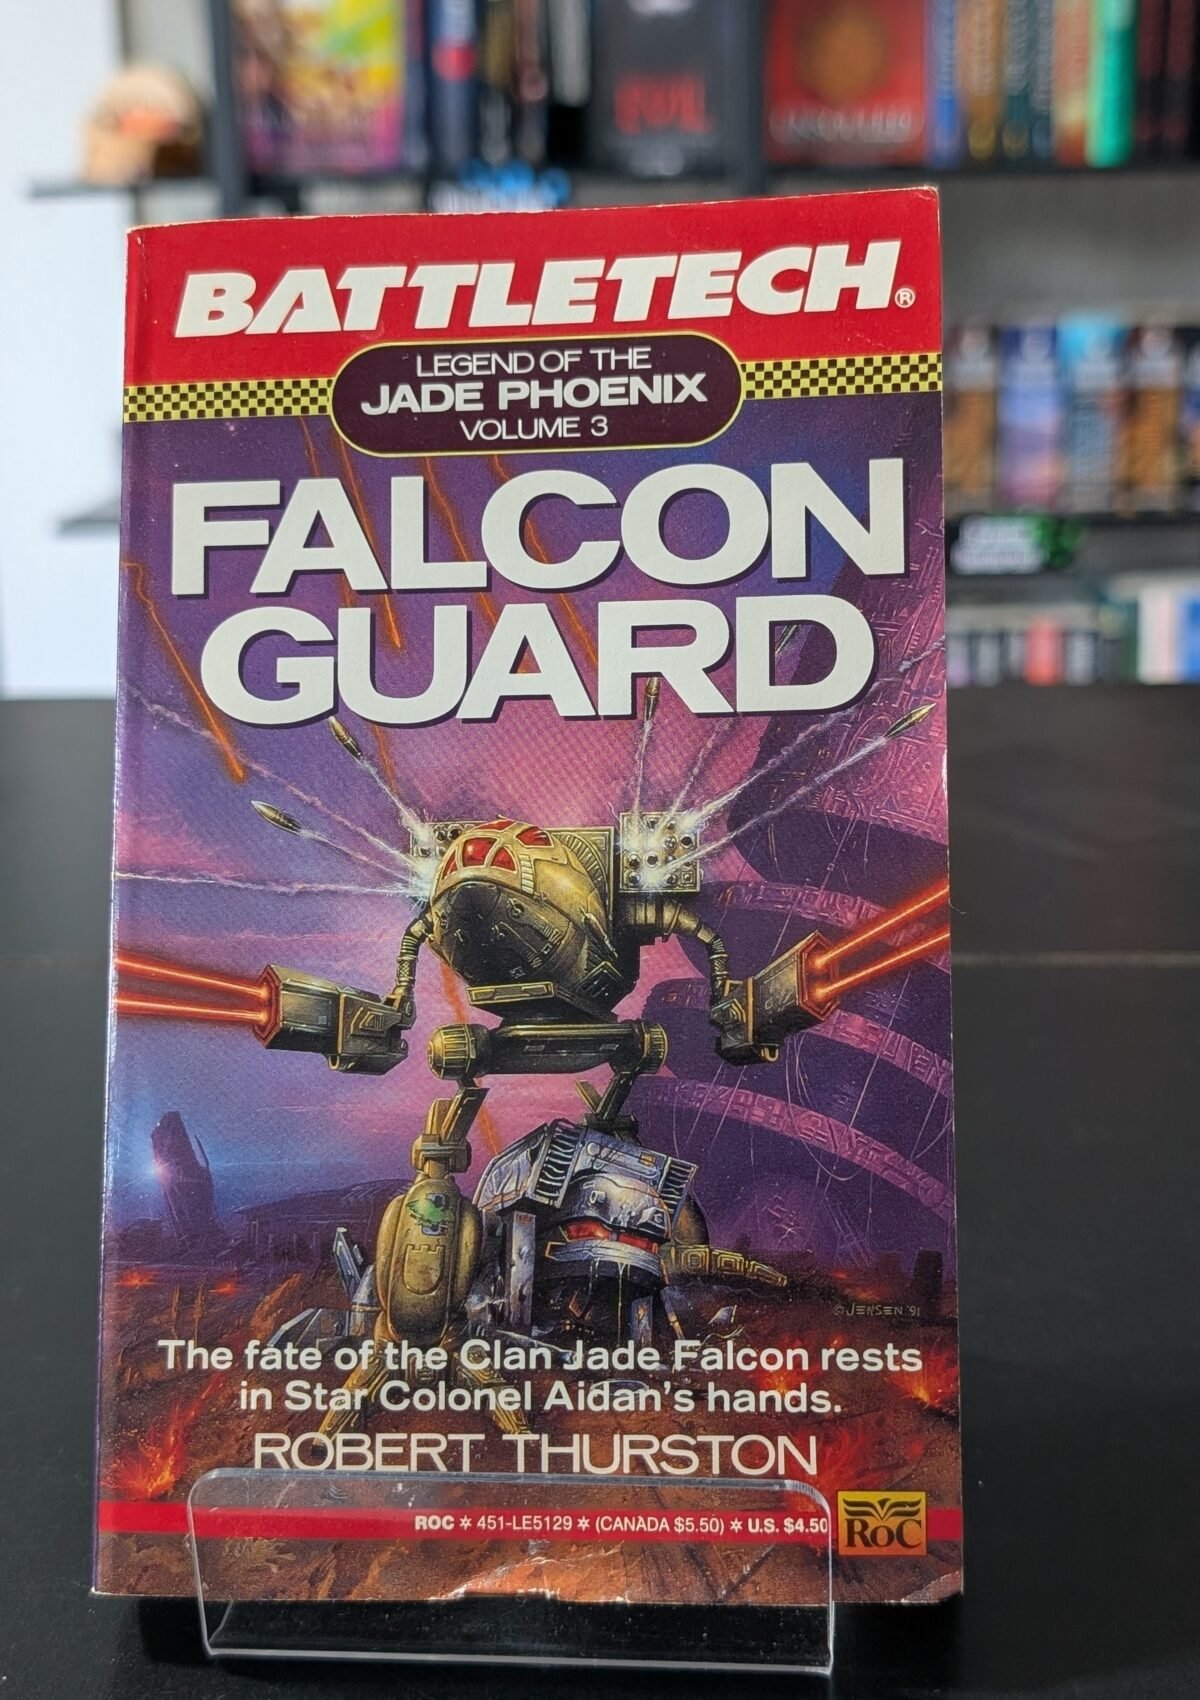 BATTLETECH®
LEGEND OF THE
JADE PHOENIX
VOLUME 3
FALCON
GUARD
© JENSEN '91
The fate of the Clan Jade Falcon rests
in Star Colonel Aidan's hands.
ROBERT THURSTON
ROC ✲ 451-LE5129 ✲ (CANADA $5.50) ✲ U.S. $4.50
ROC
EVIL